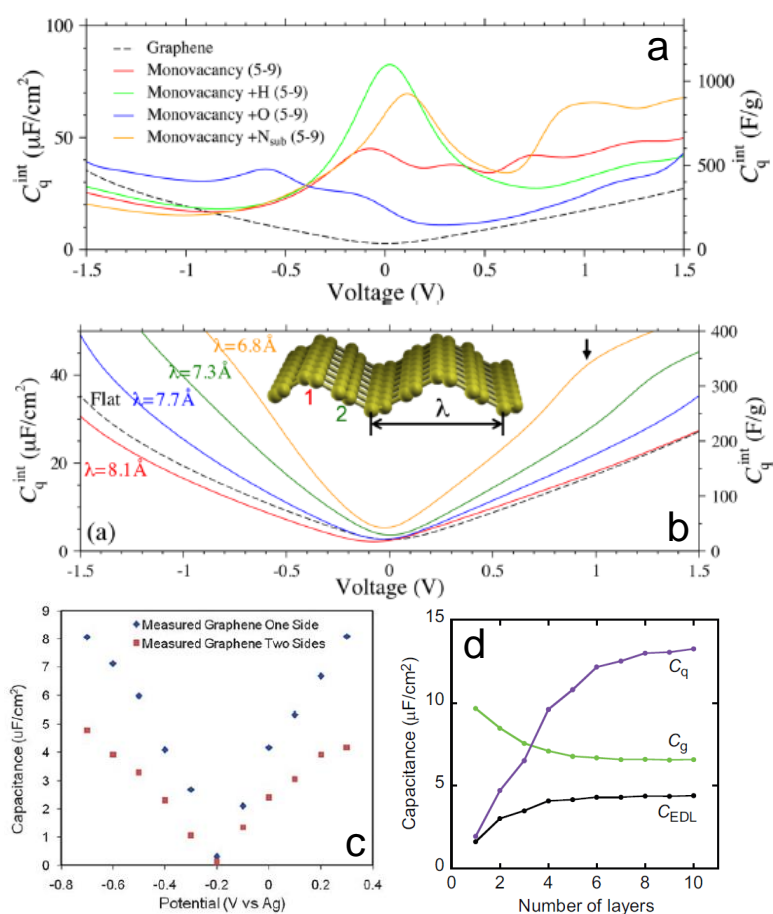 100
50
0
C_q^int (µF/cm²)
a
Graphene
Monovacancy (5-9)
Monovacancy +H (5-9)
Monovacancy +O (5-9)
Monovacancy +N_sub (5-9)
1000
500
0
C_q^int (F/g)
-1.5 -1 -0.5 0 0.5 1 1.5
Voltage (V)
40
20
0
C_q^int (µF/cm²)
λ=6.8Å
λ=7.3Å
Flat
λ=7.7Å
λ=8.1Å
1
2
λ
(a)
b
400
300
200
100
0
C_q^int (F/g)
-1.5 -1 -0.5 0 0.5 1 1.5
Voltage (V)
9
8
7
6
5
4
3
2
1
0
Capacitance (uF/cm²)
Measured Graphene One Side
Measured Graphene Two Sides
c
-0.8 -0.6 -0.4 -0.2 0 0.2 0.4
Potential (V vs Ag)
15
10
5
0
Capacitance (µF/cm²)
d
C_q
C_g
C_EDL
0 2 4 6 8 10
Number of layers